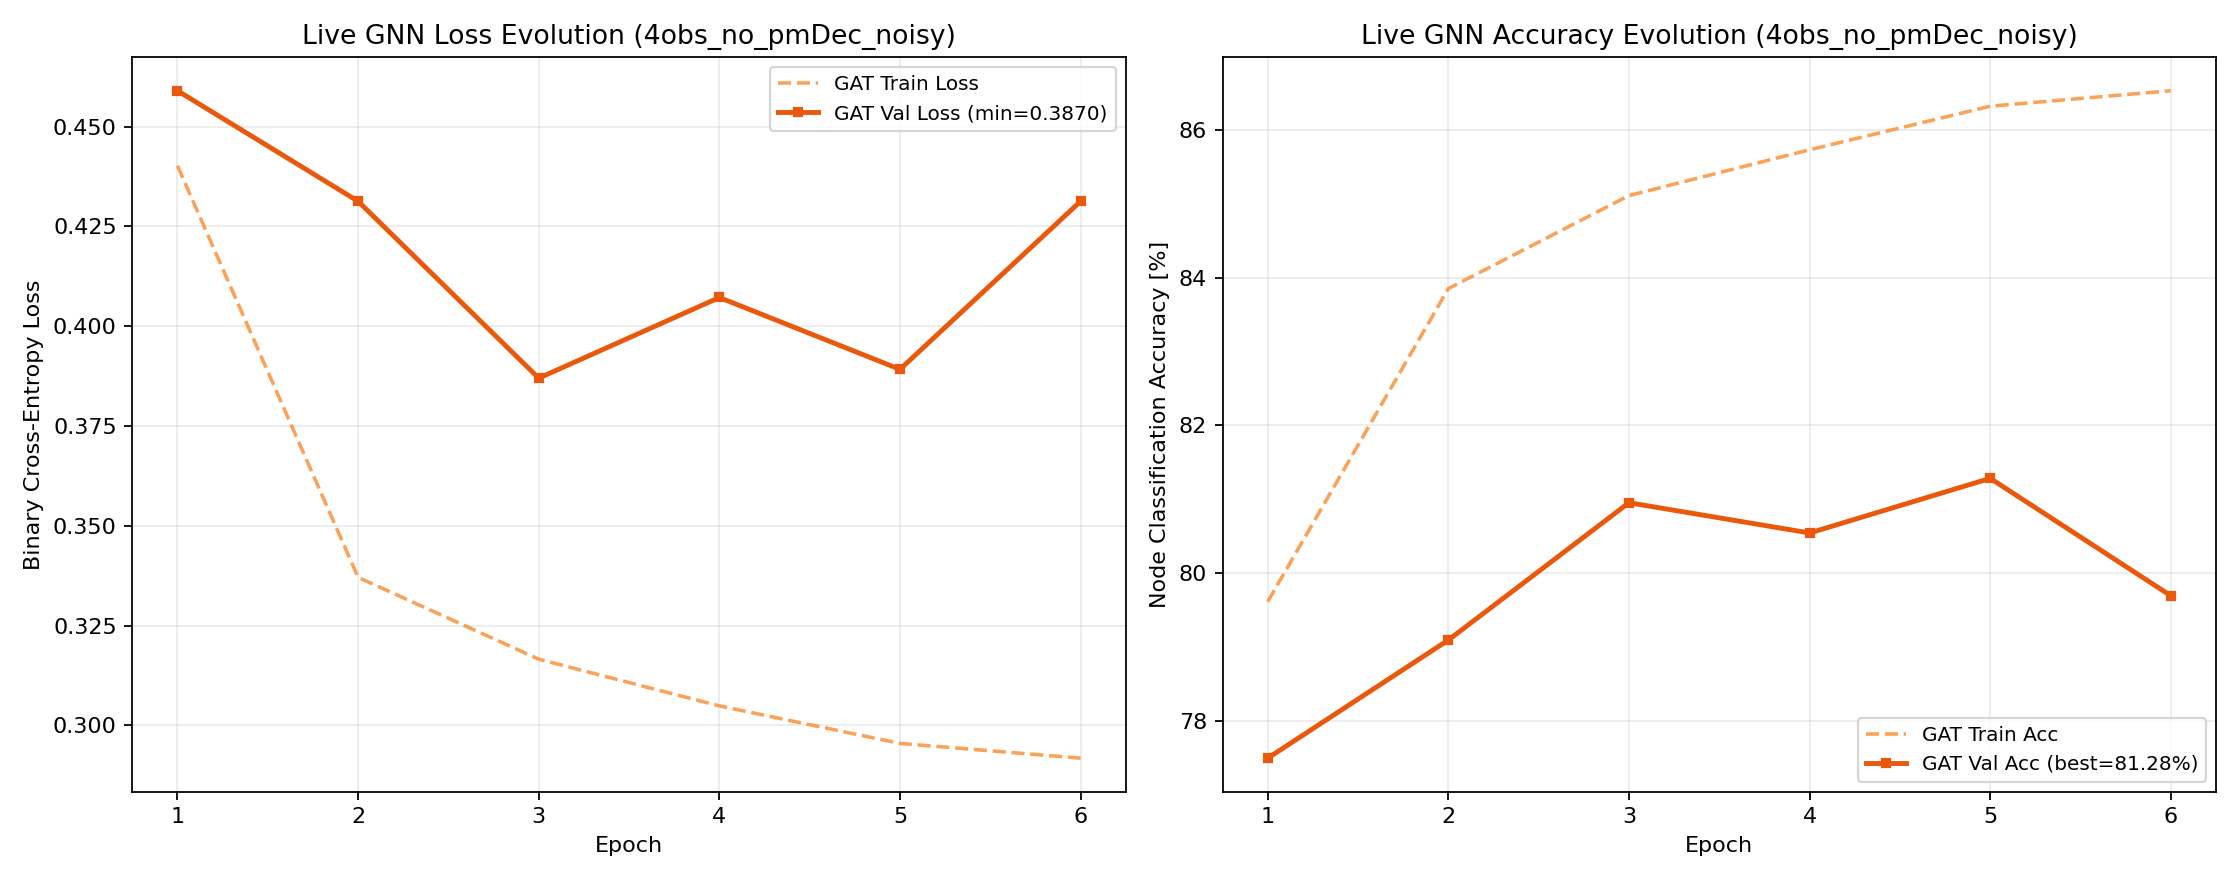 Live GNN Loss Evolution (4obs_no_pmDec_noisy)
Binary Cross-Entropy Loss
0.450
0.425
0.400
0.375
0.350
0.325
0.300
GAT Train Loss
GAT Val Loss (min=0.3870)
1 2 3 4 5 6
Epoch
Live GNN Accuracy Evolution (4obs_no_pmDec_noisy)
Node Classification Accuracy [%]
86
84
82
80
78
GAT Train Acc
GAT Val Acc (best=81.28%)
1 2 3 4 5 6
Epoch